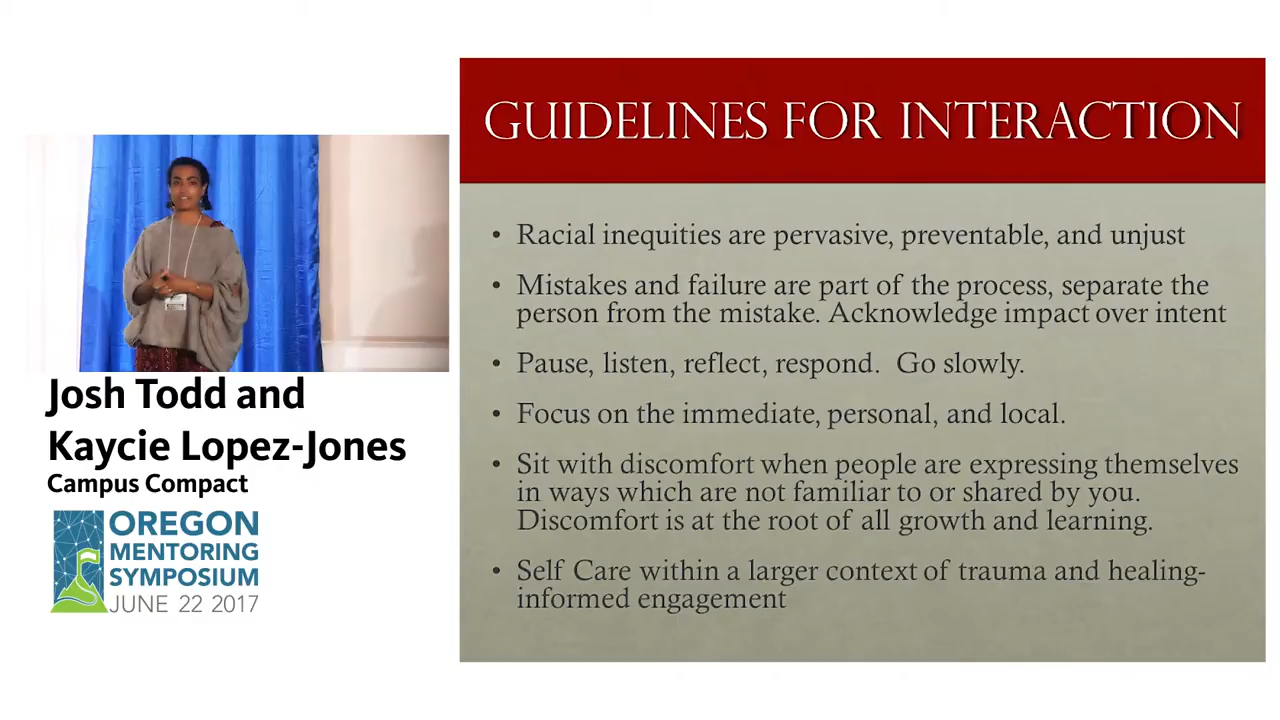 GUIDELINES FOR INTERACTION
• Racial inequities are pervasive, preventable, and unjust
• Mistakes and failure are part of the process, separate the
person from the mistake. Acknowledge impact over intent
• Pause, listen, reflect, respond.  Go slowly.
• Focus on the immediate, personal, and local.
• Sit with discomfort when people are expressing themselves
in ways which are not familiar to or shared by you.
Discomfort is at the root of all growth and learning.
• Self Care within a larger context of trauma and healing-
informed engagement
Josh Todd and
Kaycie Lopez-Jones
Campus Compact
OREGON
MENTORING
SYMPOSIUM
JUNE 22 2017